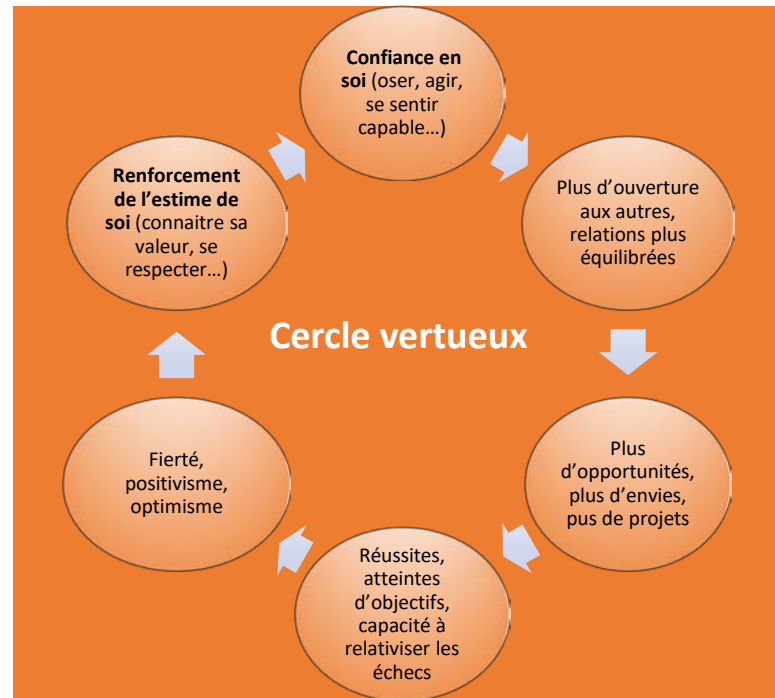 Confiance en
soi (oser, agir,
se sentir
capable…)
Plus d’ouverture
aux autres,
relations plus
équilibrées
Plus
d’opportunités,
plus d’envies,
pus de projets
Réussites,
atteintes
d’objectifs,
capacité à
relativiser les
échecs
Fierté,
positivisme,
optimisme
Renforcement
de l’estime de
soi (connaitre sa
valeur, se
respecter…)
Cercle vertueux